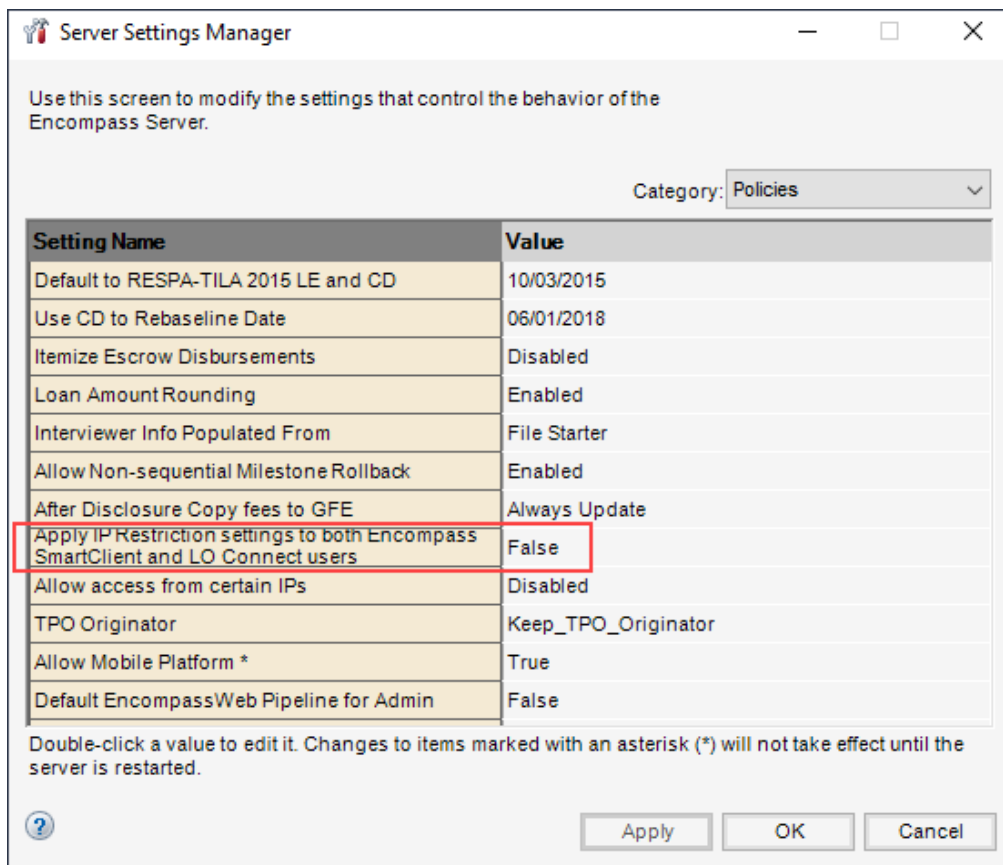 Server Settings Manager
Use this screen to modify the settings that control the behavior of the
Encompass Server.
Category: Policies
Setting Name Value
Default to RESPA-TILA 2015 LE and CD 10/03/2015
Use CD to Rebaseline Date 06/01/2018
Itemize Escrow Disbursements Disabled
Loan Amount Rounding Enabled
Interviewer Info Populated From File Starter
Allow Non-sequential Milestone Rollback Enabled
After Disclosure Copy fees to GFE Always Update
Apply IP Restriction settings to both Encompass
SmartClient and LO Connect users False
Allow access from certain IPs Disabled
TPO Originator Keep_TPO_Originator
Allow Mobile Platform * True
Default EncompassWeb Pipeline for Admin False
Double-click a value to edit it. Changes to items marked with an asterisk (*) will not take effect until the
server is restarted.
? Apply OK Cancel